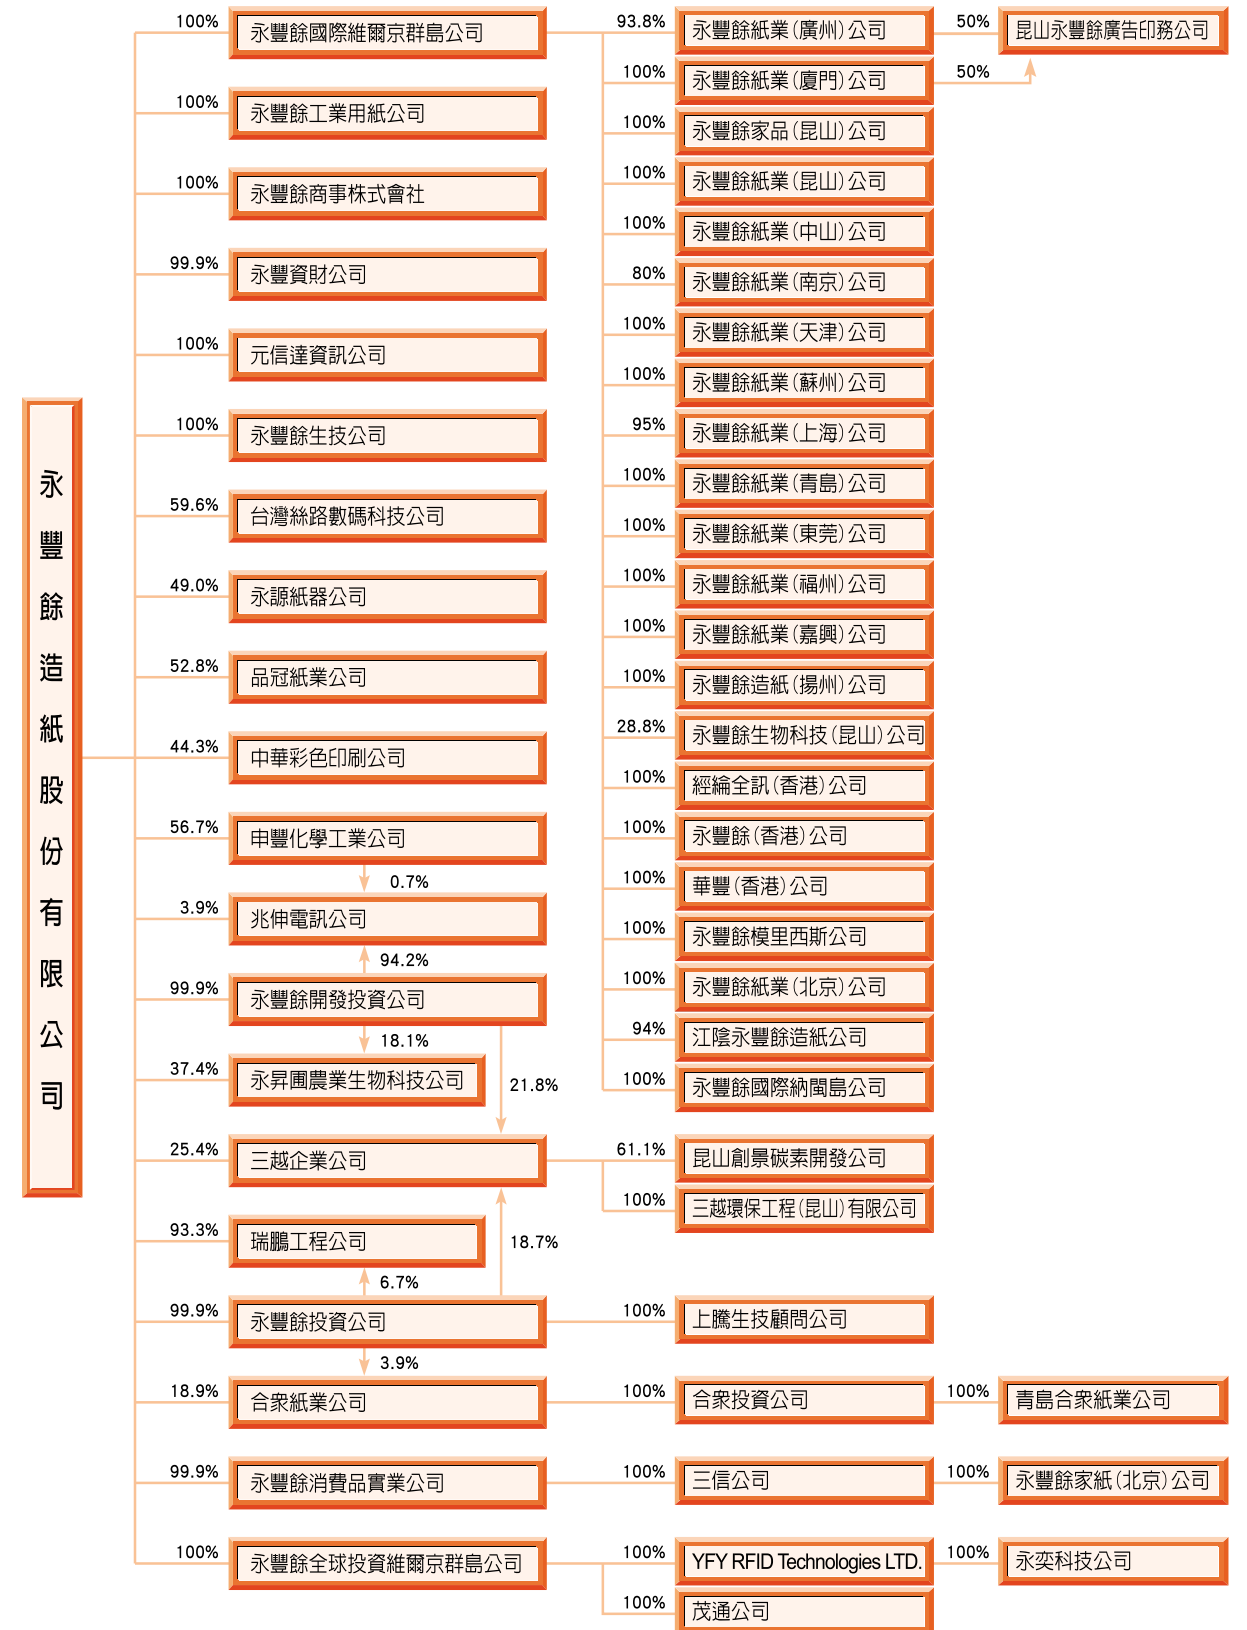 永豐餘造紙股份有限公司
100% 永豐餘國際維爾京群島公司
100% 永豐餘工業用紙公司
100% 永豐餘商事株式會社
99.9% 永豐資財公司
100% 元信達資訊公司
100% 永豐餘生技公司
59.6% 台灣絲路數碼科技公司
49.0% 永諒紙器公司
52.8% 品冠紙業公司
44.3% 中華彩色印刷公司
56.7% 申豐化學工業公司
0.7%
3.9% 兆伸電訊公司
94.2%
99.9% 永豐餘開發投資公司
18.1%
21.8%
37.4% 永昇圃農業生物科技公司
25.4% 三越企業公司
18.7%
93.3% 瑞鵬工程公司
6.7%
99.9% 永豐餘投資公司
3.9%
18.9% 合衆紙業公司
99.9% 永豐餘消費品實業公司
100% 永豐餘全球投資維爾京群島公司
93.8% 永豐餘紙業(廣州)公司
100% 永豐餘紙業(廈門)公司
100% 永豐餘家品(昆山)公司
100% 永豐餘紙業(昆山)公司
100% 永豐餘紙業(中山)公司
80% 永豐餘紙業(南京)公司
100% 永豐餘紙業(天津)公司
100% 永豐餘紙業(蘇州)公司
95% 永豐餘紙業(上海)公司
100% 永豐餘紙業(青島)公司
100% 永豐餘紙業(東莞)公司
100% 永豐餘紙業(福州)公司
100% 永豐餘紙業(嘉興)公司
100% 永豐餘造紙(揚州)公司
28.8% 永豐餘生物科技(昆山)公司
100% 經綸全訊(香港)公司
100% 永豐餘(香港)公司
100% 華豐(香港)公司
100% 永豐餘模里西斯公司
100% 永豐餘紙業(北京)公司
94% 江陰永豐餘造紙公司
100% 永豐餘國際納閩島公司
61.1% 昆山創景碳素開發公司
100% 三越環保工程(昆山)有限公司
100% 上騰生技顧問公司
100% 合衆投資公司
100% 三信公司
100% YFY RFID Technologies LTD.
100% 茂通公司
50% 昆山永豐餘廣告印務公司
50%
100% 青島合衆紙業公司
100% 永豐餘家紙(北京)公司
100% 永奕科技公司